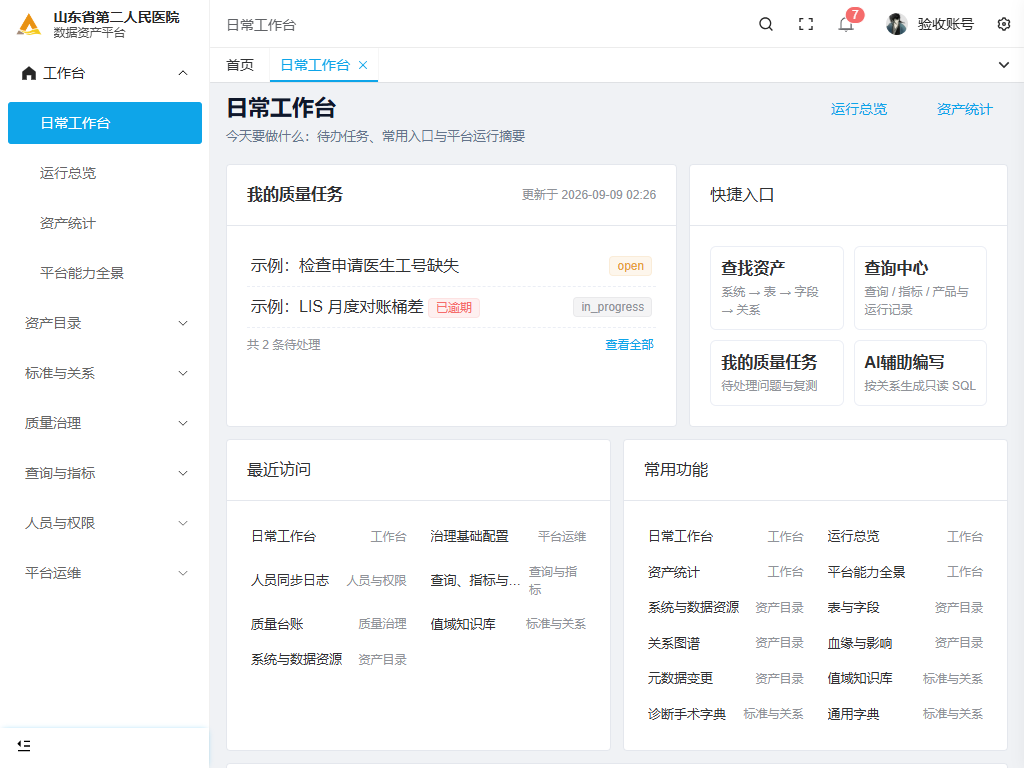 山东省第二人民医院
数据资产平台
日常工作台
7
验收账号
工作台
首页
日常工作台
日常工作台
运行总览
资产统计
平台能力全景
资产目录
标准与关系
质量治理
查询与指标
人员与权限
平台运维
日常工作台
运行总览
资产统计
今天要做什么：待办任务、常用入口与平台运行摘要
我的质量任务
更新于 2026-09-09 02:26
示例：检查申请医生工号缺失
open
示例：LIS 月度对账桶差
已逾期
in_progress
共 2 条待处理
查看全部
快捷入口
查找资产
系统 → 表 → 字段
→ 关系
查询中心
查询 / 指标 / 产品与
运行记录
我的质量任务
待处理问题与复测
AI辅助编写
按关系生成只读 SQL
最近访问
日常工作台 工作台 治理基础配置 平台运维
人员同步日志 人员与权限 查询、指标与... 查询与指
标
质量台账 质量治理 值域知识库 标准与关系
系统与数据资源 资产目录
常用功能
日常工作台 工作台 运行总览 工作台
资产统计 工作台 平台能力全景 工作台
系统与数据资源 资产目录 表与字段 资产目录
关系图谱 资产目录 血缘与影响 资产目录
元数据变更 资产目录 值域知识库 标准与关系
诊断手术字典 标准与关系 通用字典 标准与关系